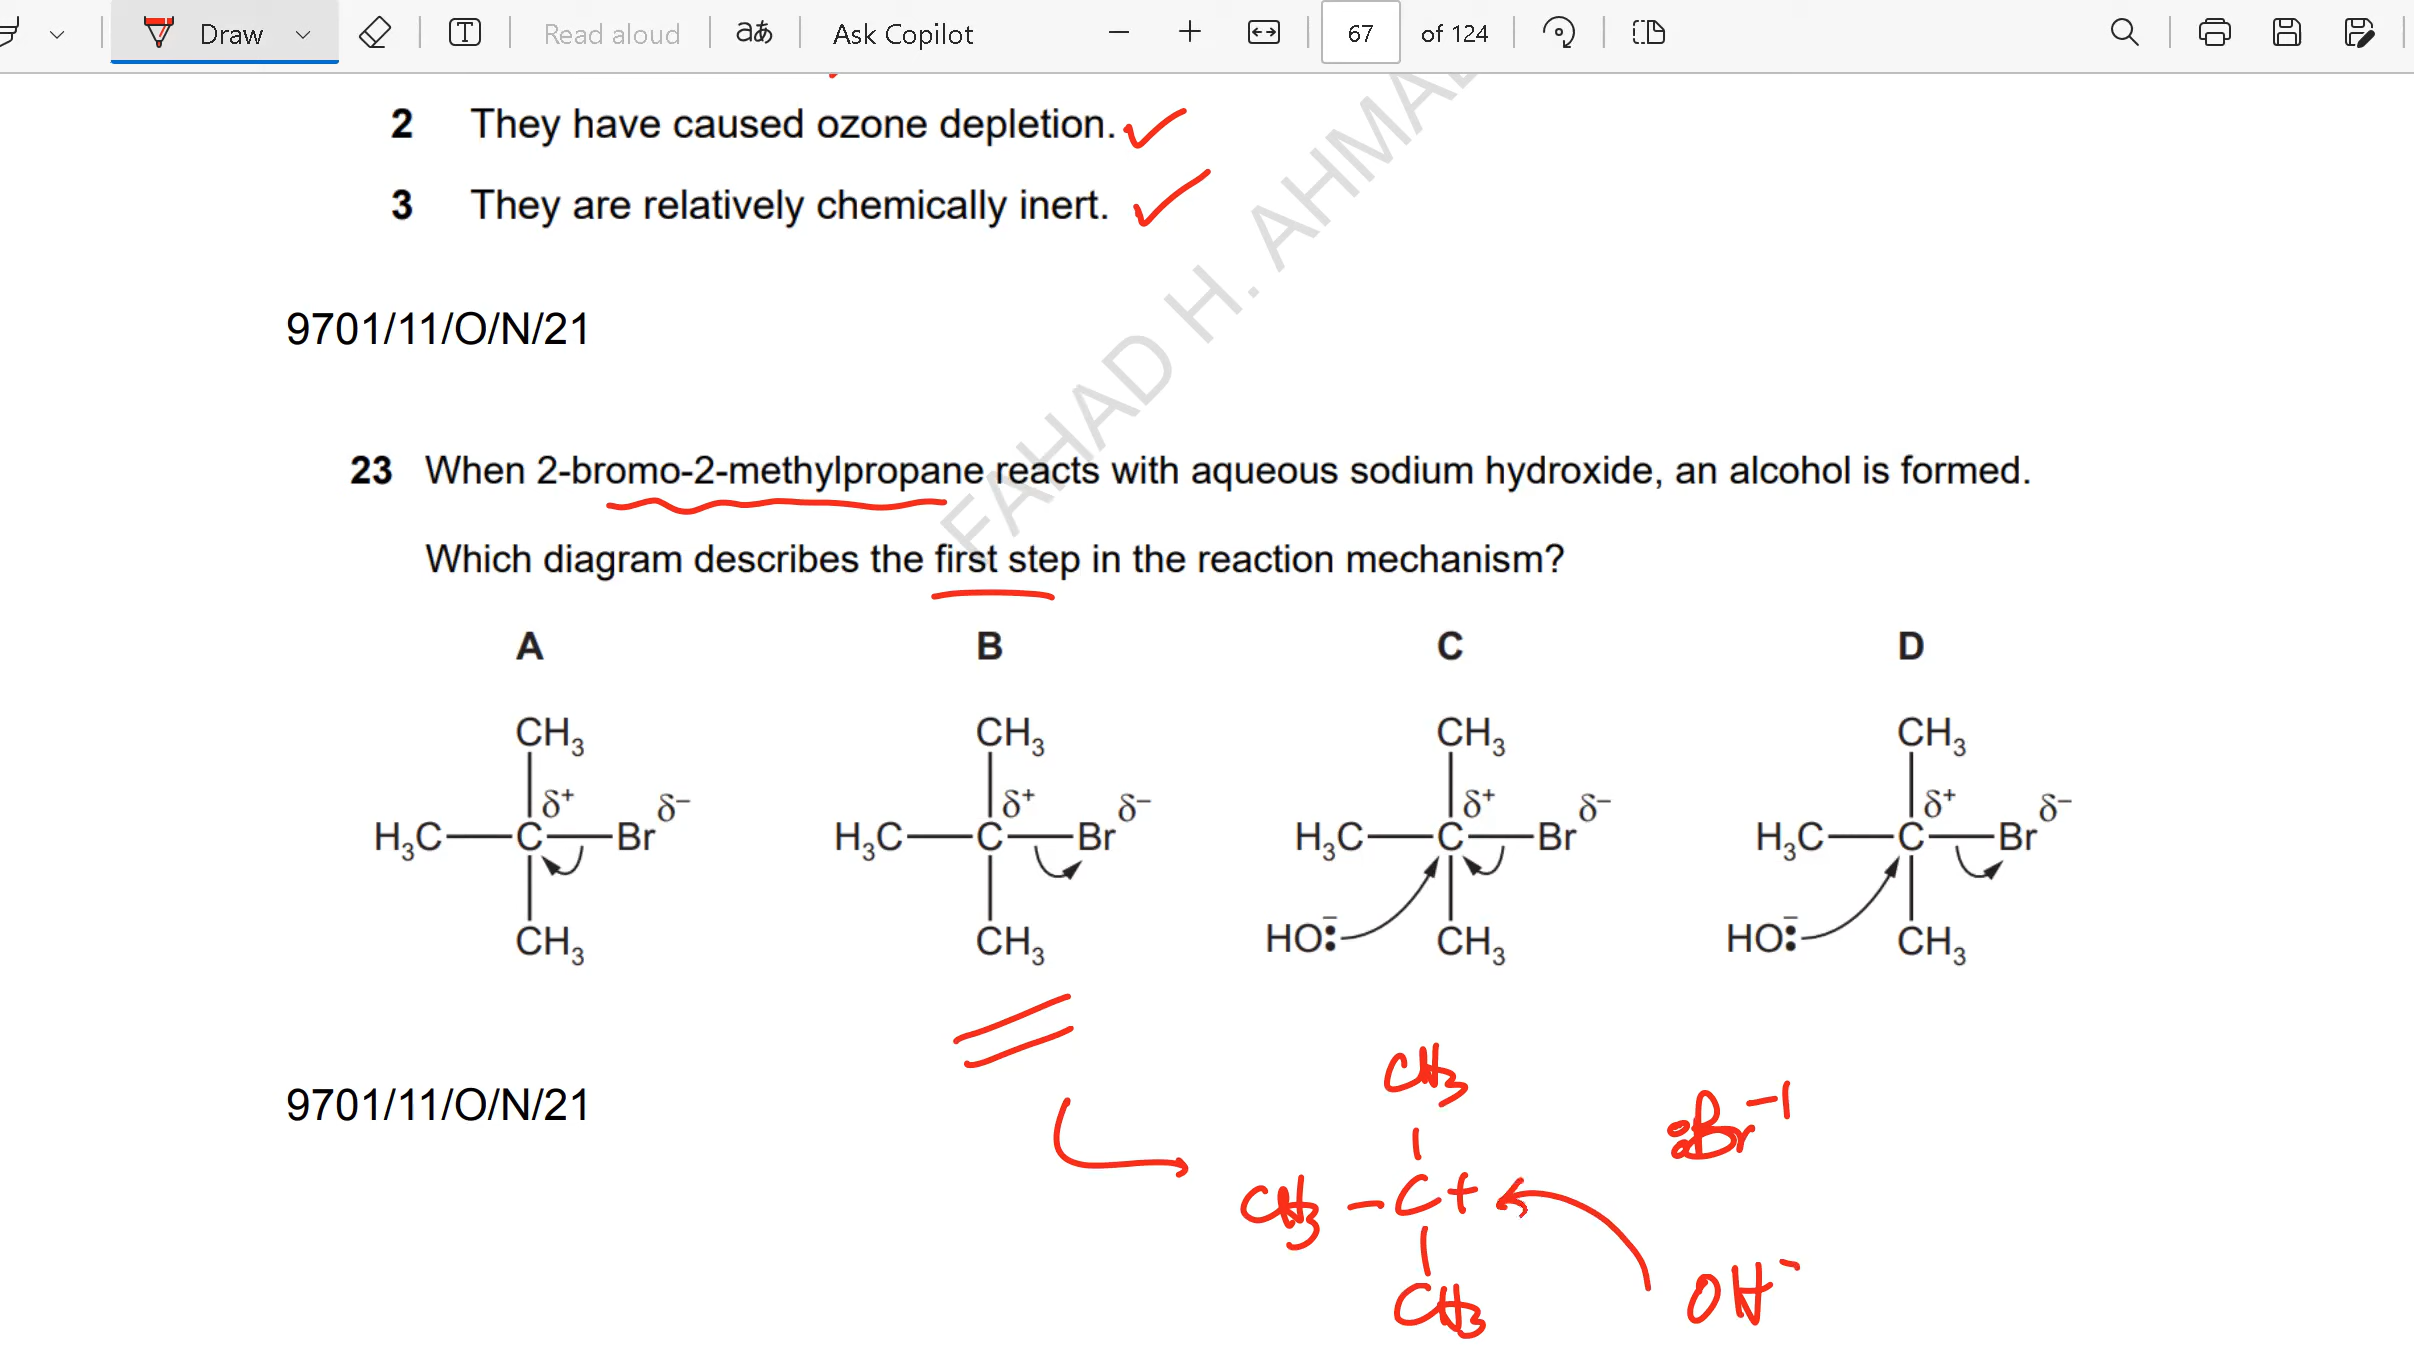 Draw T Read aloud aあ Ask Copilot 67 of 124
2 They have caused ozone depletion.
3 They are relatively chemically inert.
FAHAD H. AHMAD
9701/11/O/N/21
23 When 2-bromo-2-methylpropane reacts with aqueous sodium hydroxide, an alcohol is formed.
Which diagram describes the first step in the reaction mechanism?
A B C D
CH₃ CH₃ CH₃ CH₃
δ⁺ δ⁻ δ⁺ δ⁻ δ⁺ δ⁻ δ⁺ δ⁻
H₃C—C—Br H₃C—C—Br H₃C—C—Br H₃C—C—Br
CH₃ CH₃ HO:⁻ CH₃ HO:⁻ CH₃
CH3
9701/11/O/N/21
:Br⁻¹
CH3 – C+
CH3 OH⁻